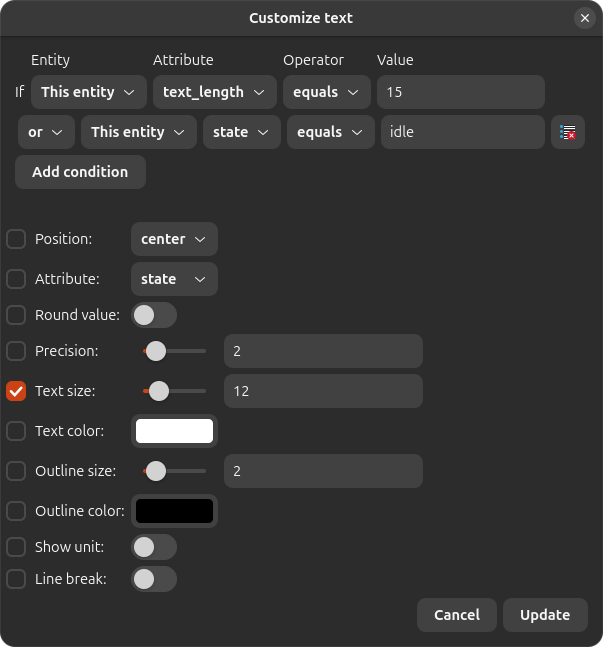 Customize text
Entity Attribute Operator Value
If This entity text_length equals 15
or This entity state equals idle
Add condition
Position: center
Attribute: state
Round value:
Precision: 2
Text size: 12
Text color:
Outline size: 2
Outline color:
Show unit:
Line break:
Cancel Update